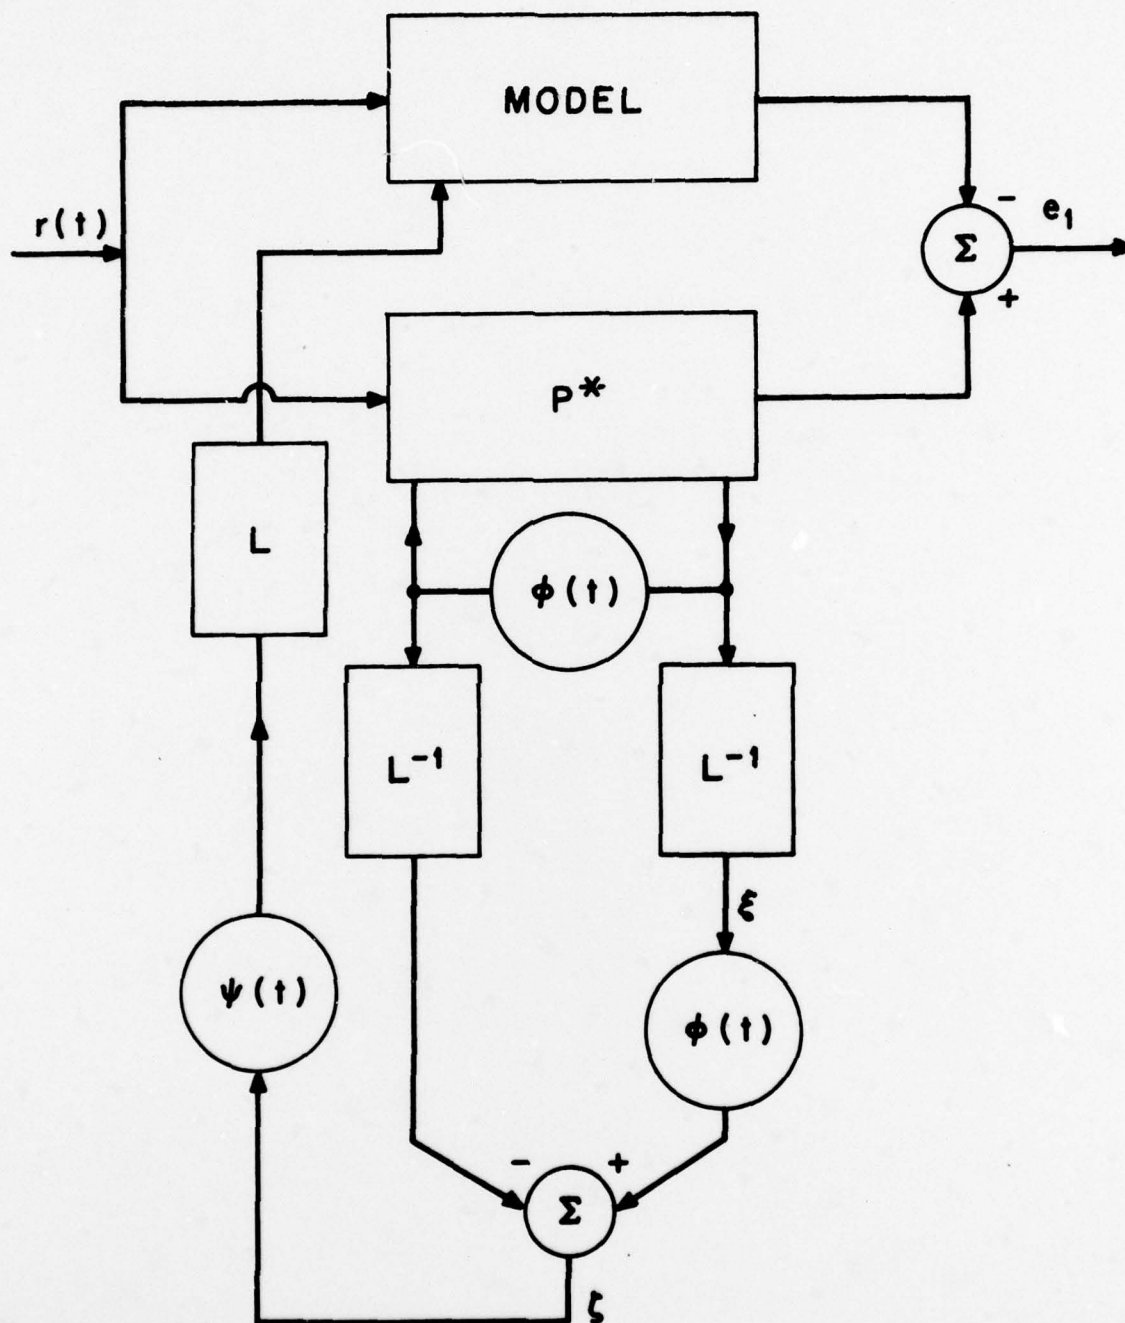 MODEL
r(t)
-
e₁
Σ
+
P*
L
ϕ(t)
L⁻¹
L⁻¹
ξ
ψ(t)
ϕ(t)
-
+
Σ
ζ